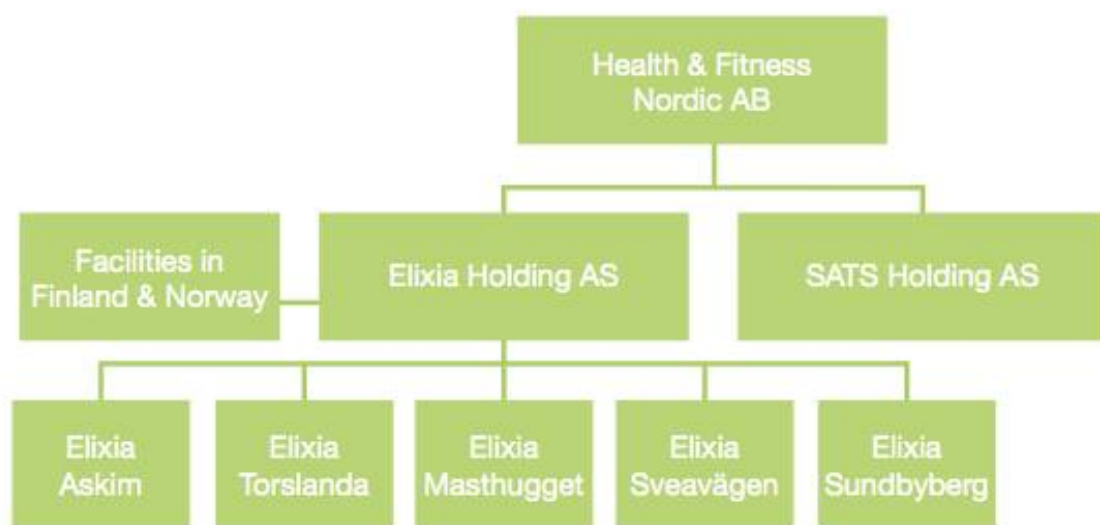 Health & Fitness
Nordic AB
Facilities in
Finland & Norway
Elixia Holding AS
SATS Holding AS
Elixia
Askim
Elixia
Torslanda
Elixia
Masthugget
Elixia
Sveavägen
Elixia
Sundbyberg